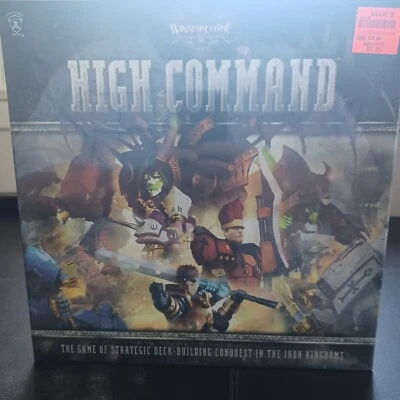 WARMACHINE
HIGH COMMAND
THE GAME OF STRATEGIC DECK-BUILDING CONQUEST IN THE IRON KINGDOMS